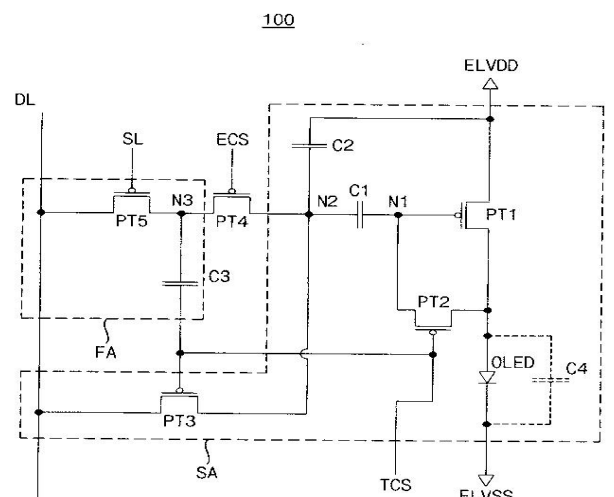 100
ELVDD
DL
SL
ECS
C2
C1
N3
N2
N1
PT5
PT4
PT1
C3
PT2
FA
OLED
C4
PT3
SA
TCS
ELVSS